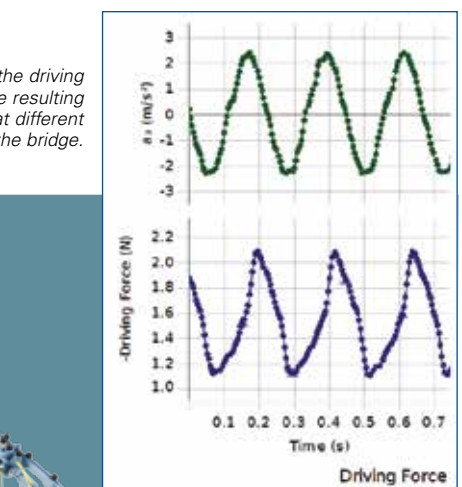 the driving
e resulting
at different
the bridge.
3
2
1
0
-1
-2
-3
(m/s²)
2.2
2.0
1.8
1.6
1.4
1.2
1.0
-Driving Force (N)
0.1 0.2 0.3 0.4 0.5 0.6 0.7
Time (s)
Driving Force